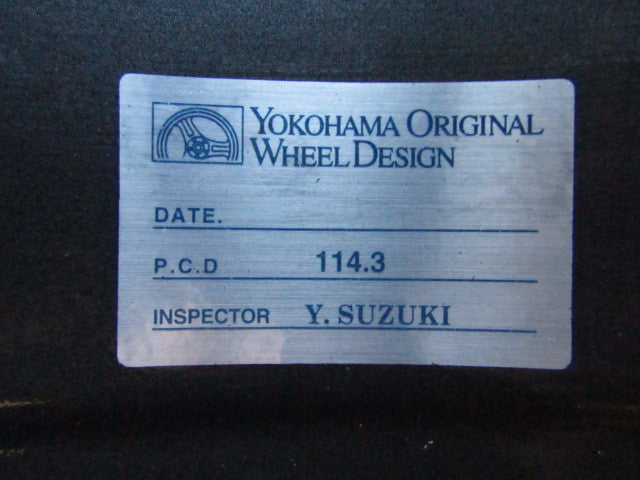 YOKOHAMA ORIGINAL
WHEEL DESIGN
DATE.
P.C.D 114.3
INSPECTOR Y. SUZUKI